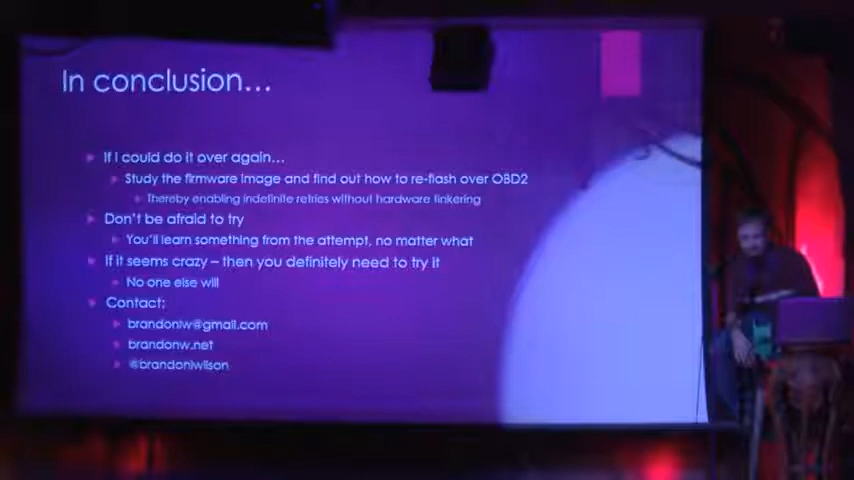 In conclusion...
If I could do it over again...
Study the firmware image and find out how to re-flash over OBD2
Thereby enabling indefinite retries without hardware tinkering
Don't be afraid to try
You'll learn something from the attempt, no matter what
If it seems crazy – then you definitely need to try it
No one else will
Contact:
brandonlw@gmail.com
brandonw.net
@brandonlwilson